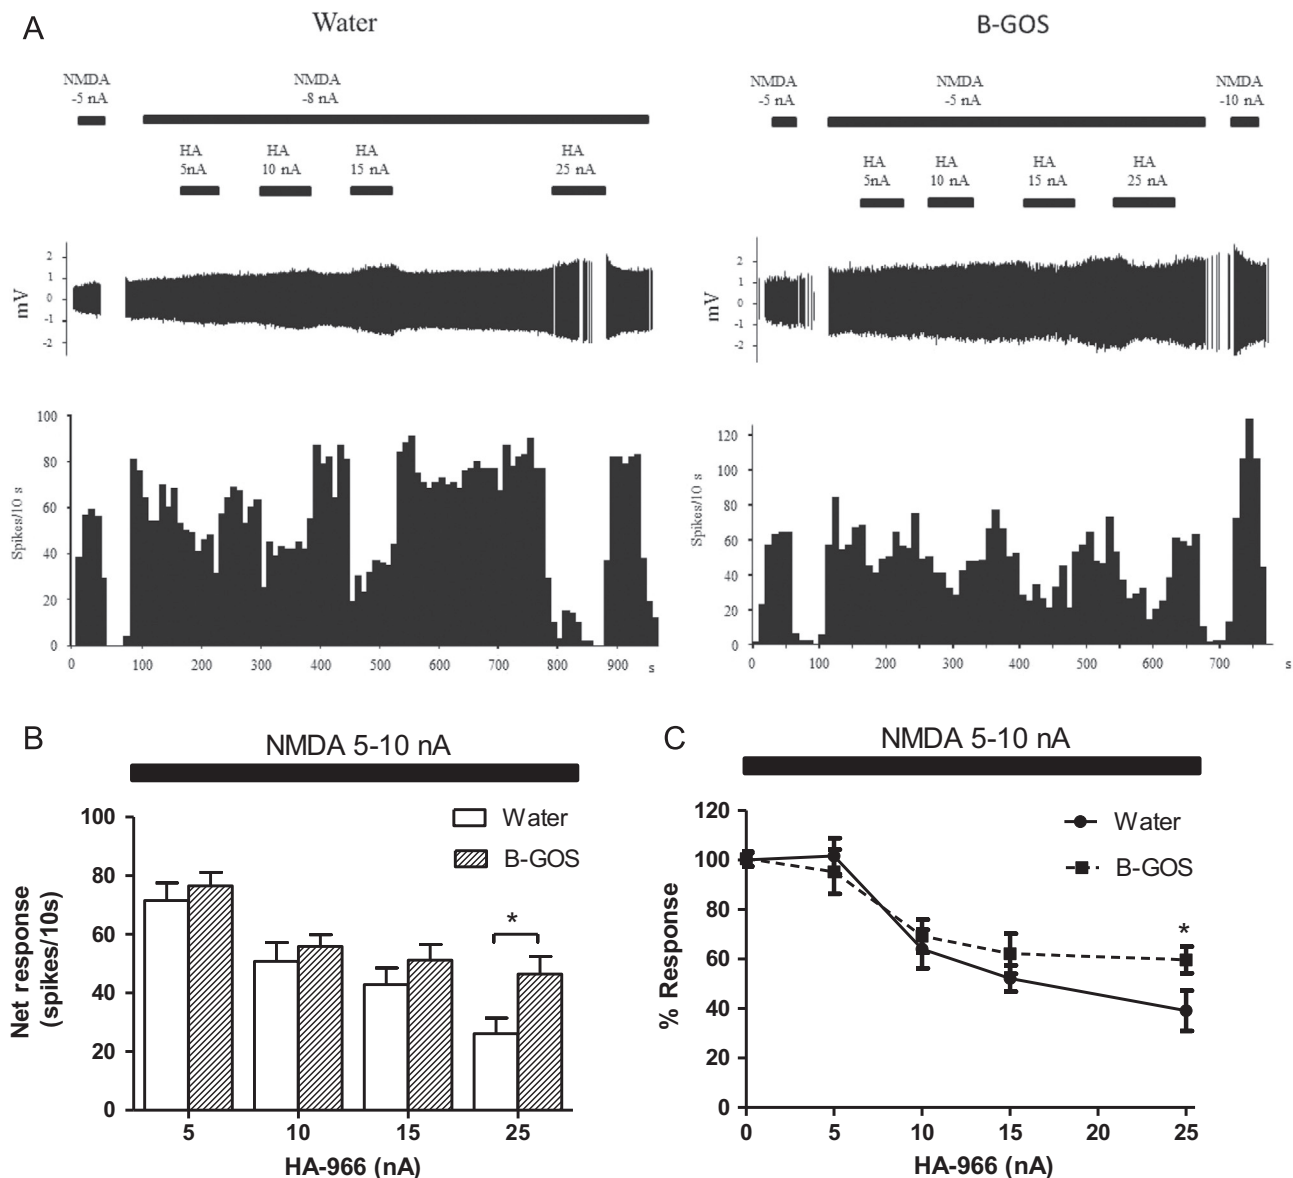 A
Water
B-GOS
NMDA
-5 nA
NMDA
-8 nA
HA
5nA
HA
10 nA
HA
15 nA
HA
25 nA
NMDA
-5 nA
NMDA
-5 nA
NMDA
-10 nA
HA
5nA
HA
10 nA
HA
15 nA
HA
25 nA
mV
2
1
0
-1
-2
mV
2
1
0
-1
-2
Spikes/10 s
100
80
60
40
20
0
0 100 200 300 400 500 600 700 800 900 s
Spikes/10 s
120
100
80
60
40
20
0
0 100 200 300 400 500 600 700 s
B
NMDA 5-10 nA
Water
B-GOS
Net response
(spikes/10s)
100
80
60
40
20
0
*
5 10 15 25
HA-966 (nA)
C
NMDA 5-10 nA
Water
B-GOS
% Response
120
100
80
60
40
20
0
*
0 5 10 15 20 25
HA-966 (nA)